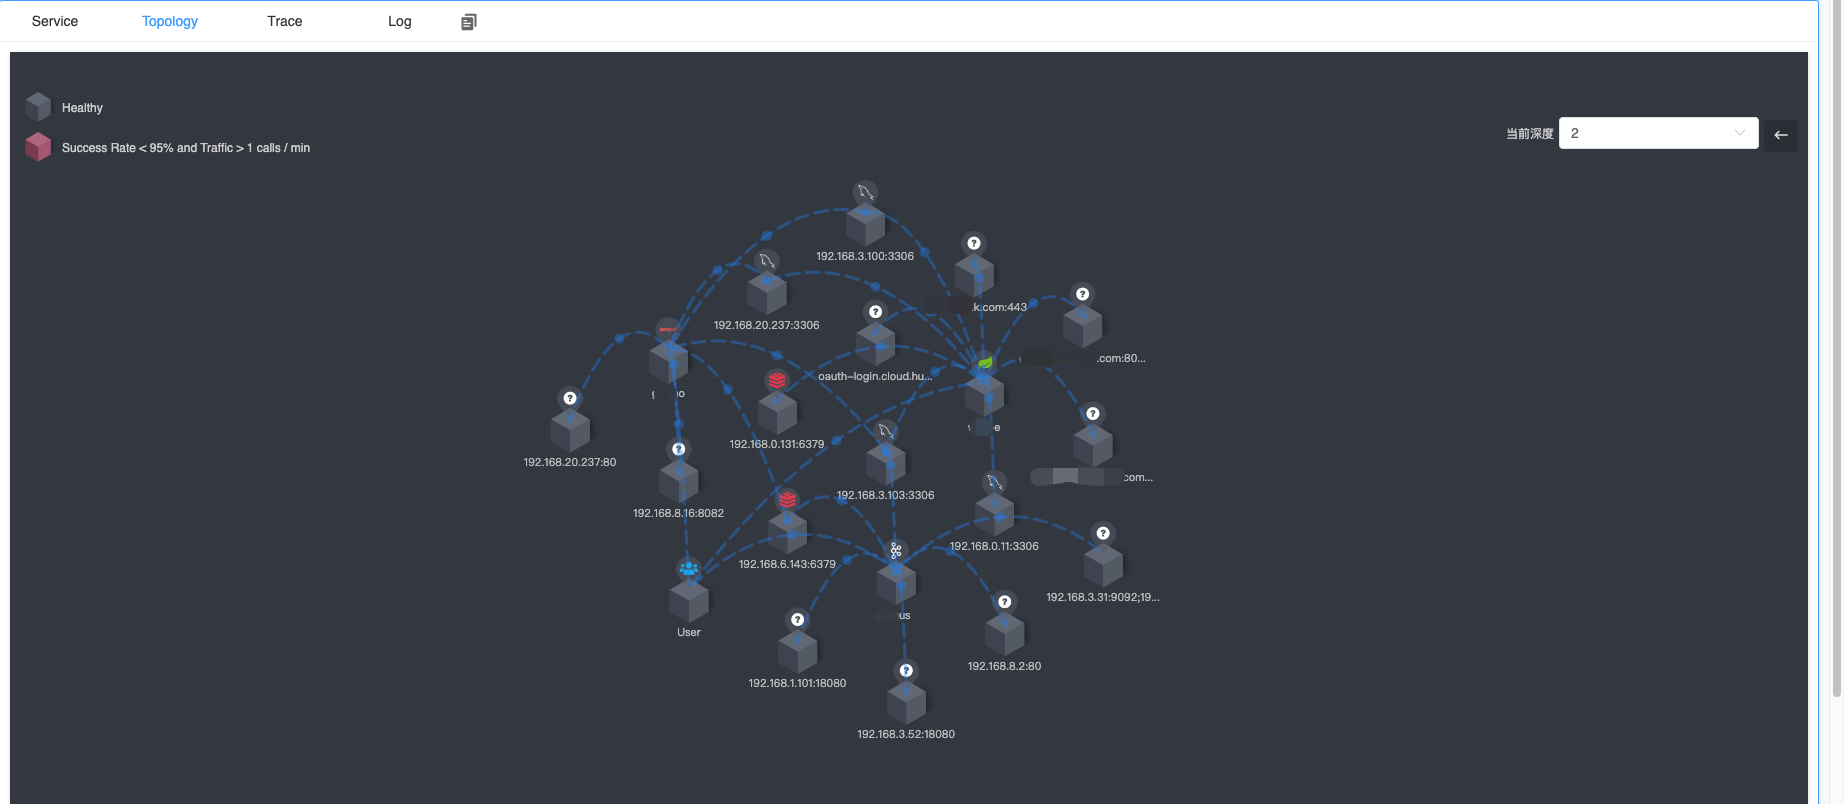 Service Topology Trace Log
Healthy
Success Rate < 95% and Traffic > 1 calls / min
当前深度 2
192.168.3.100:3306
.k.com:443
192.168.20.237:3306
.com:80...
oauth-login.cloud.hu...
192.168.0.131:6379
192.168.20.237:80
com...
192.168.3.103:3306
192.168.8.16:8082
192.168.0.11:3306
192.168.6.143:6379
192.168.3.31:9092;19...
us
User
192.168.8.2:80
192.168.1.101:18080
192.168.3.52:18080